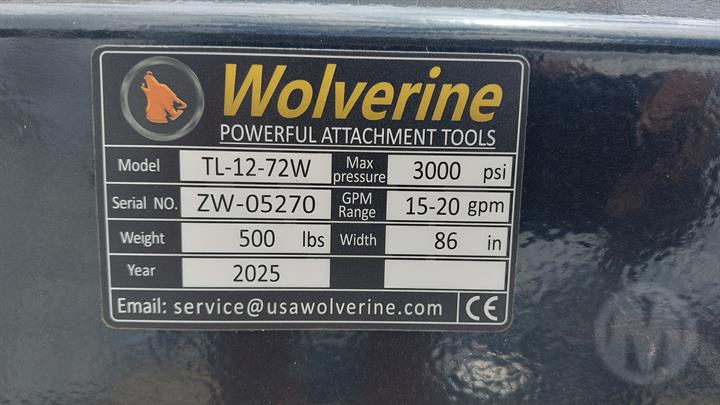 Wolverine
POWERFUL ATTACHMENT TOOLS
Model TL-12-72W Max pressure 3000 psi
Serial NO. ZW-05270 GPM Range 15-20 gpm
Weight 500 lbs Width 86 in
Year 2025
Email: service@usawolverine.com CE
M